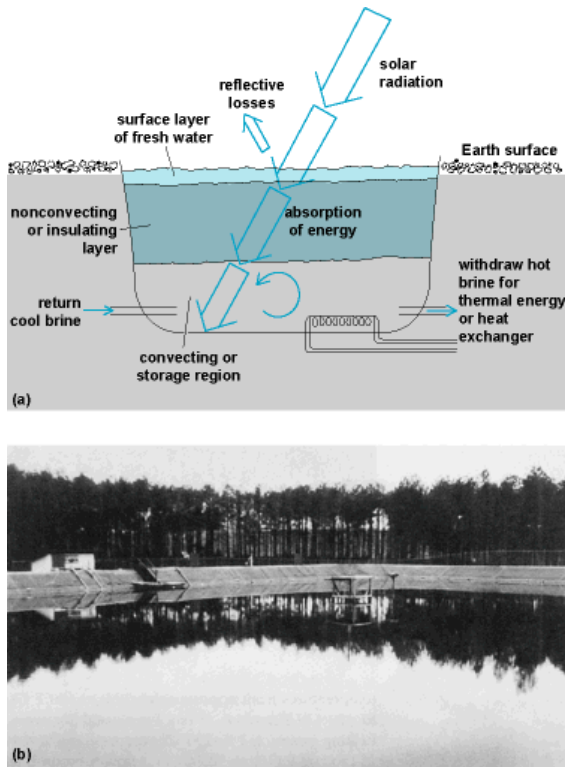 solar
radiation
reflective
losses
surface layer
of fresh water
Earth surface
nonconvecting
or insulating
layer
absorption
of energy
return
cool brine
withdraw hot
brine for
thermal energy
or heat
exchanger
convecting or
storage region
(a)
(b)